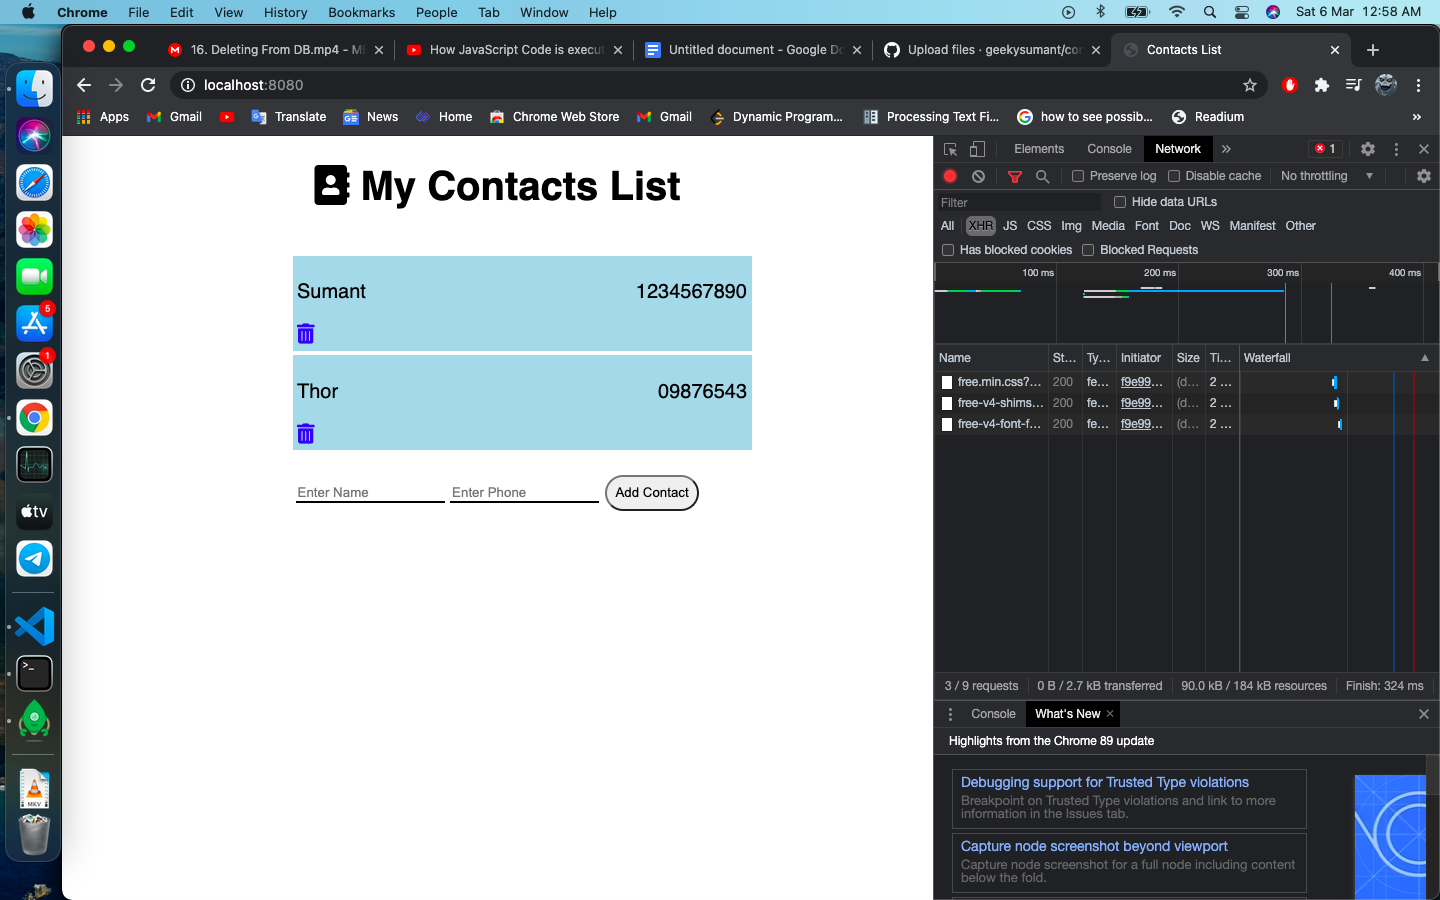 Chrome File Edit View History Bookmarks People Tab Window Help Sat 6 Mar 12:58 AM
16. Deleting From DB.mp4 - ME
How JavaScript Code is execut
Untitled document - Google Do
Upload files · geekysumant/con
Contacts List
localhost:8080
Apps Gmail Translate News Home Chrome Web Store Gmail Dynamic Program... Processing Text Fi... how to see possib... Readium »
My Contacts List
Sumant 1234567890
Thor 09876543
Enter Name Enter Phone Add Contact
Elements Console Network » 1
Preserve log Disable cache No throttling
Filter Hide data URLs
All XHR JS CSS Img Media Font Doc WS Manifest Other
Has blocked cookies Blocked Requests
100 ms 200 ms 300 ms 400 ms
Name St... Ty... Initiator Size Ti... Waterfall
free.min.css?... 200 fe... f9e99... (d... 2 ...
free-v4-shims... 200 fe... f9e99... (d... 2 ...
free-v4-font-f... 200 fe... f9e99... (d... 2 ...
3 / 9 requests 0 B / 2.7 kB transferred 90.0 kB / 184 kB resources Finish: 324 ms
Console What's New
Highlights from the Chrome 89 update
Debugging support for Trusted Type violations
Breakpoint on Trusted Type violations and link to more
information in the Issues tab.
Capture node screenshot beyond viewport
Capture node screenshot for a full node including content
below the fold.
5
1
tv
>_
MKV